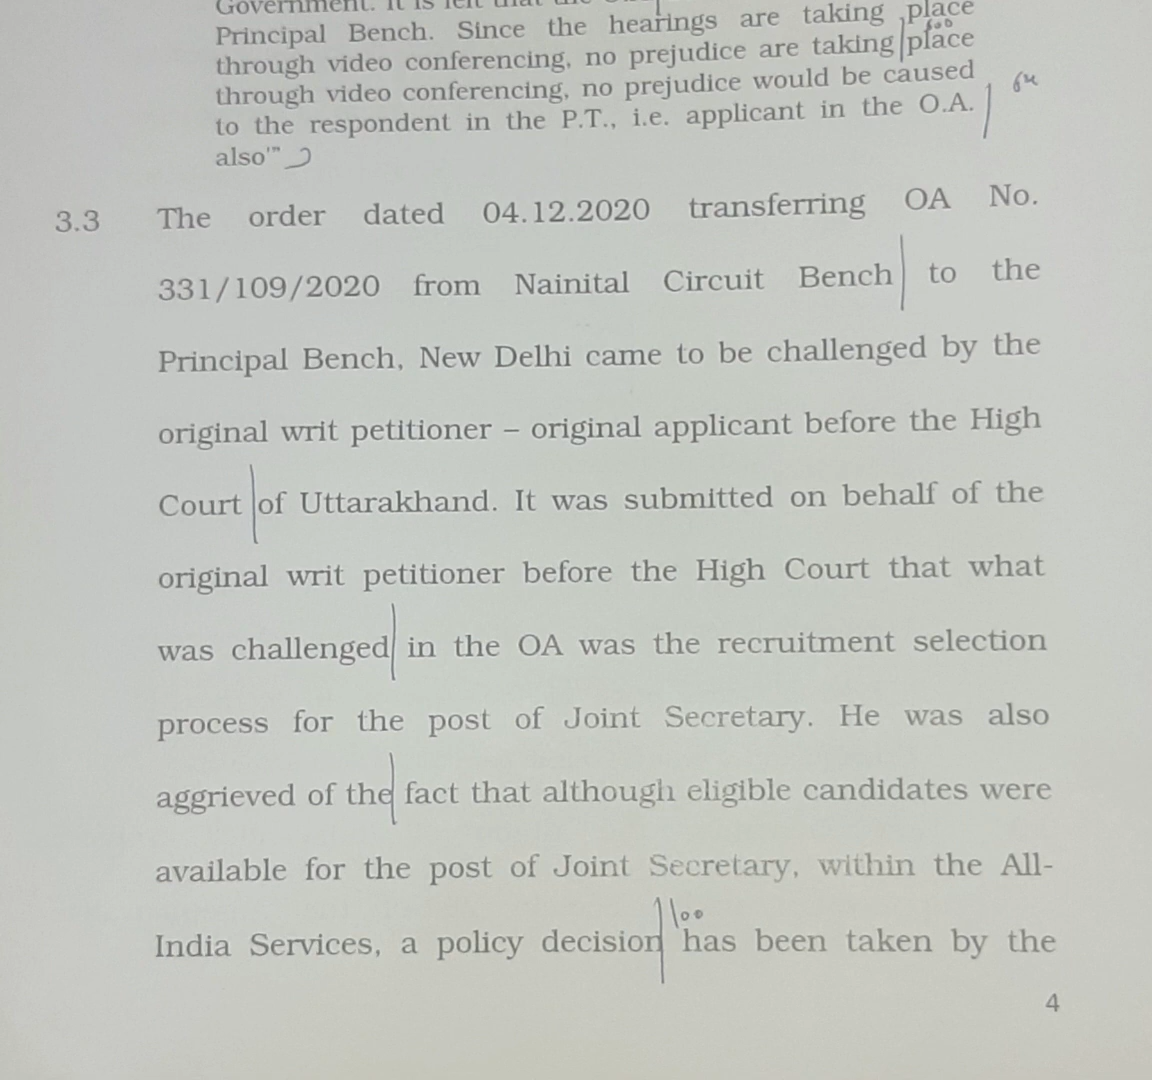 Principal Bench. Since the hearings are taking place
through video conferencing, no prejudice are taking place
through video conferencing, no prejudice would be caused
to the respondent in the P.T., i.e. applicant in the O.A.
also'"
3.3 The order dated 04.12.2020 transferring OA No.
331/109/2020 from Nainital Circuit Bench to the
Principal Bench, New Delhi came to be challenged by the
original writ petitioner – original applicant before the High
Court of Uttarakhand. It was submitted on behalf of the
original writ petitioner before the High Court that what
was challenged in the OA was the recruitment selection
process for the post of Joint Secretary. He was also
aggrieved of the fact that although eligible candidates were
available for the post of Joint Secretary, within the All-
100
India Services, a policy decision has been taken by the
4